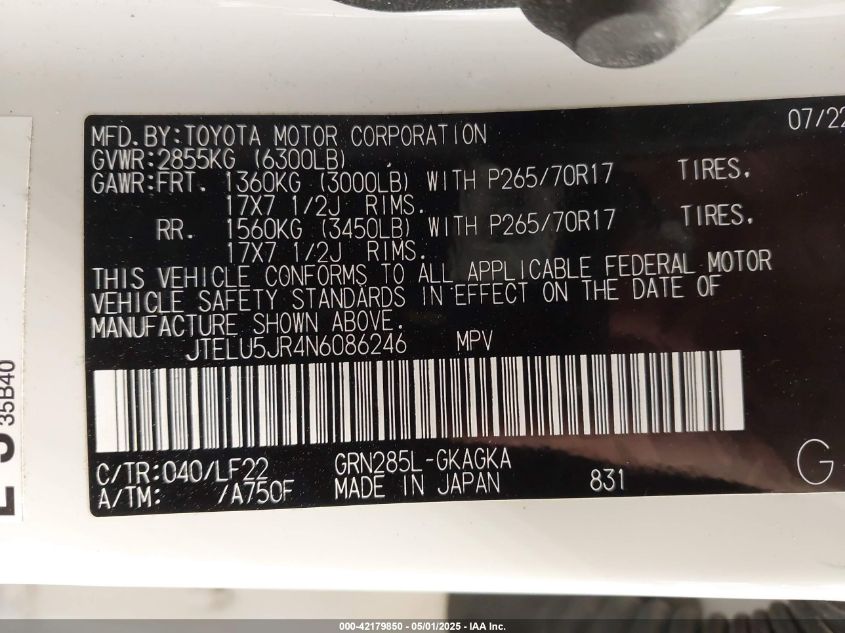 07/22
MFD.BY:TOYOTA MOTOR CORPORATION
GVWR:2855KG (6300LB)
GAWR:FRT. 1360KG (3000LB) WITH P265/70R17 TIRES.
17X7 1/2J RIMS.
RR. 1560KG (3450LB) WITH P265/70R17 TIRES.
17X7 1/2J RIMS.
THIS VEHICLE CONFORMS TO ALL APPLICABLE FEDERAL MOTOR
VEHICLE SAFETY STANDARDS IN EFFECT ON THE DATE OF
MANUFACTURE SHOWN ABOVE.
JTELU5JR4N6086246 MPV
C/TR:040/LF22 GRN285L-GKAGKA
A/TM: /A750F MADE IN JAPAN 831
G
35B40
000-42179850 - 05/01/2025 - IAA Inc.